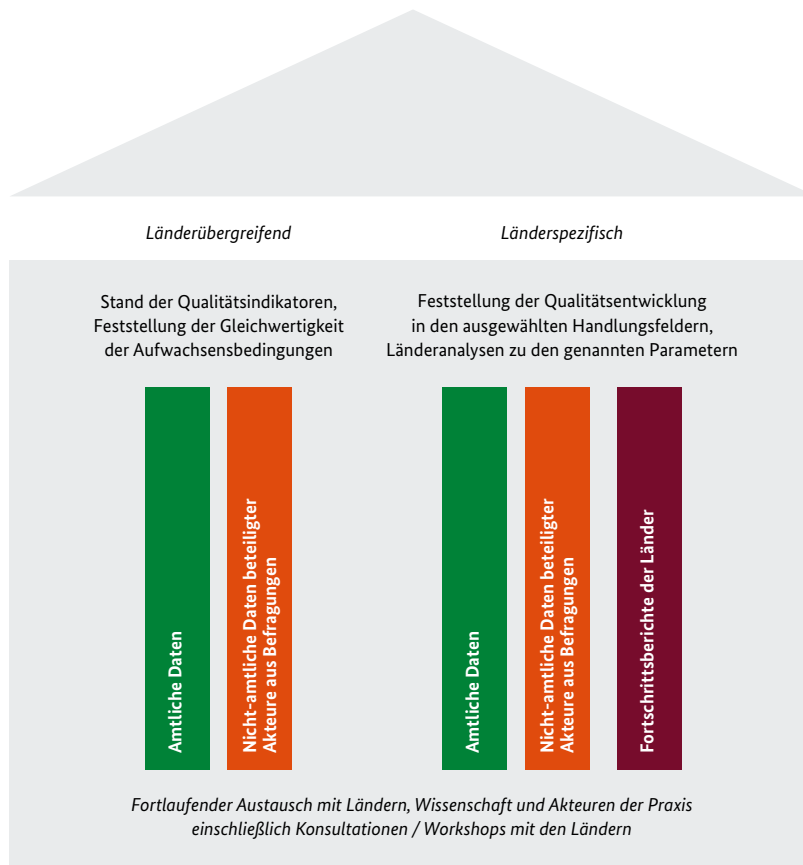 Länderübergreifend
Länderspezifisch
Stand der Qualitätsindikatoren,
Feststellung der Gleichwertigkeit
der Aufwachsensbedingungen
Feststellung der Qualitätsentwicklung
in den ausgewählten Handlungsfeldern,
Länderanalysen zu den genannten Parametern
Amtliche Daten
Nicht-amtliche Daten beteiligter
Akteure aus Befragungen
Amtliche Daten
Nicht-amtliche Daten beteiligter
Akteure aus Befragungen
Fortschrittsberichte der Länder
Fortlaufender Austausch mit Ländern, Wissenschaft und Akteuren der Praxis
einschließlich Konsultationen / Workshops mit den Ländern